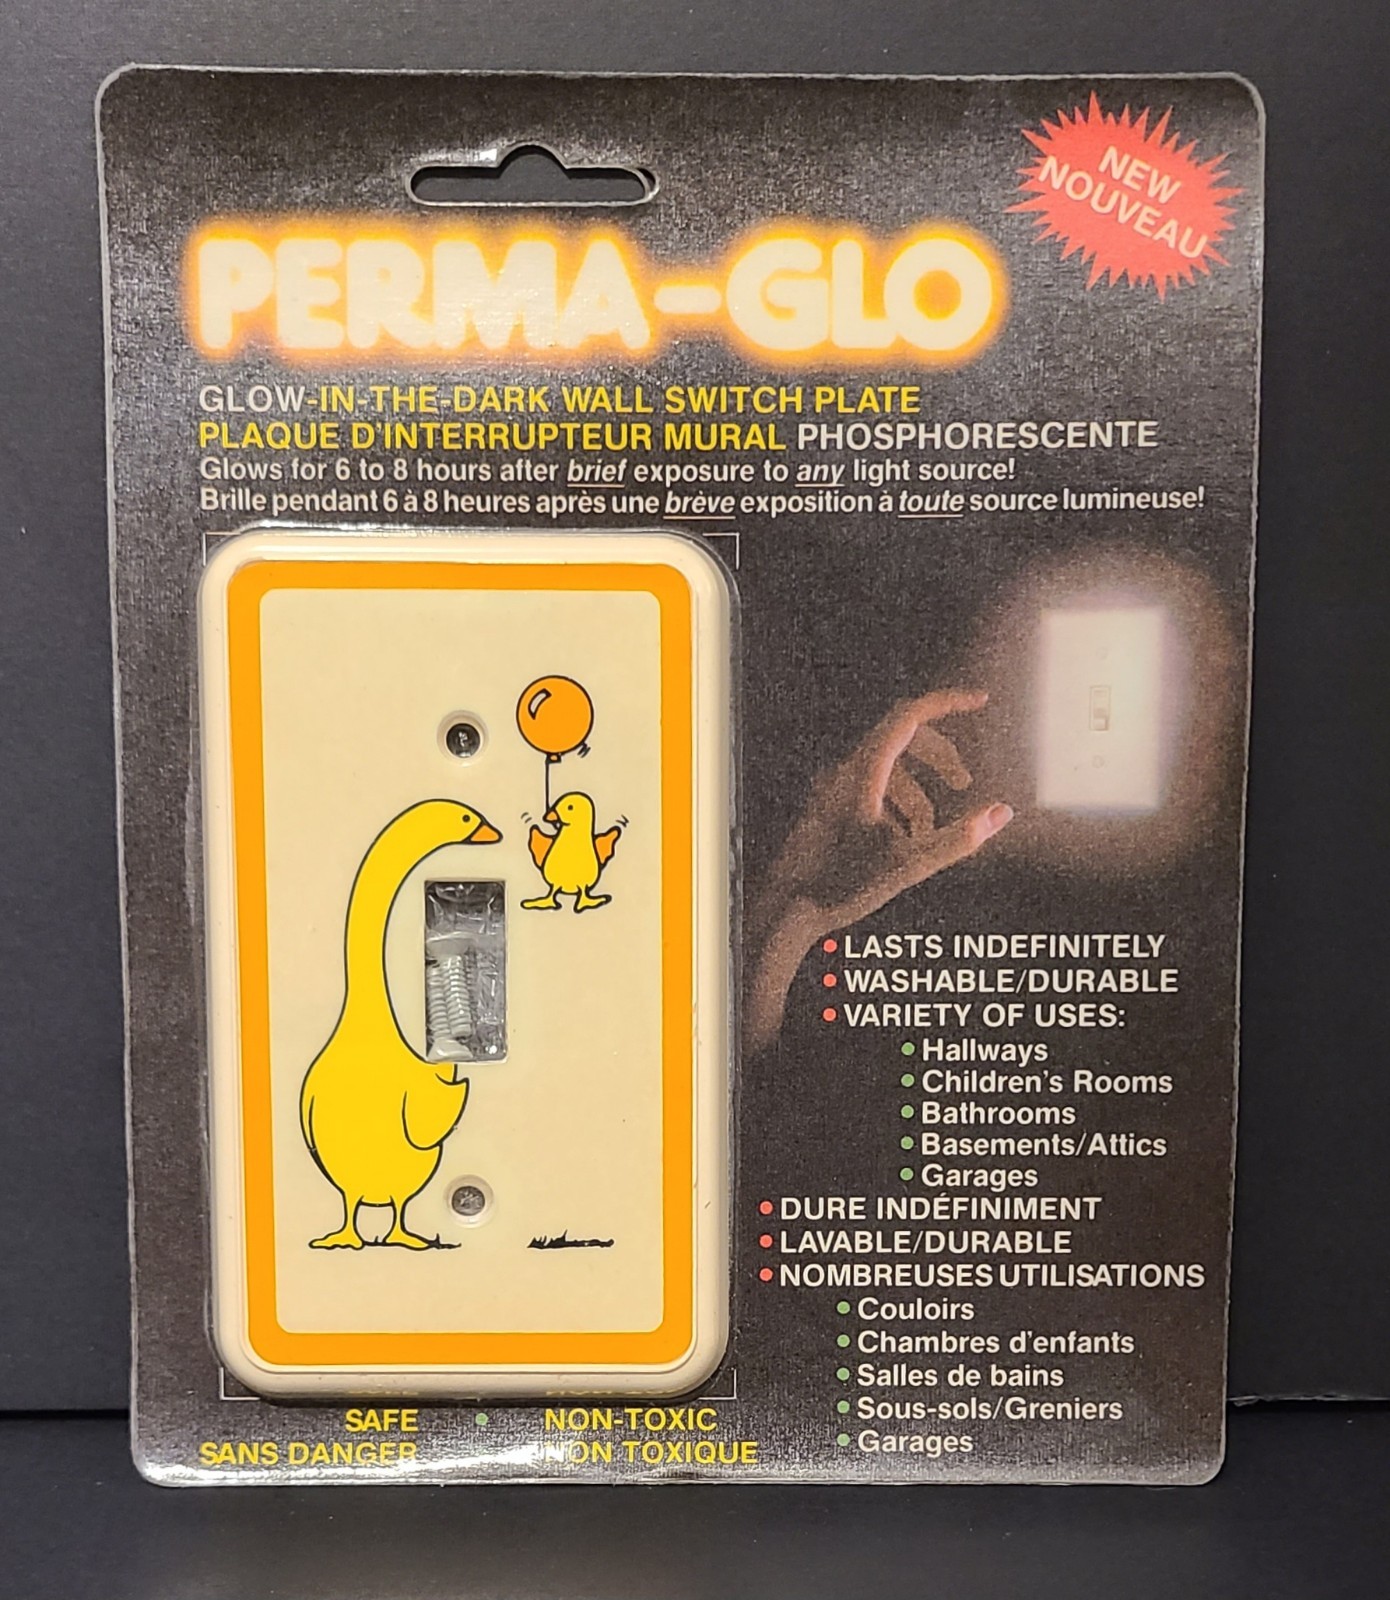 NEW
NOUVEAU
PERMA-GLO
GLOW-IN-THE-DARK WALL SWITCH PLATE
PLAQUE D'INTERRUPTEUR MURAL PHOSPHORESCENTE
Glows for 6 to 8 hours after brief exposure to any light source!
Brille pendant 6 à 8 heures après une brève exposition à toute source lumineuse!
• LASTS INDEFINITELY
• WASHABLE/DURABLE
• VARIETY OF USES:
• Hallways
• Children's Rooms
• Bathrooms
• Basements/Attics
• Garages
• DURE INDÉFINIMENT
• LAVABLE/DURABLE
• NOMBREUSES UTILISATIONS
• Couloirs
• Chambres d'enfants
• Salles de bains
• Sous-sols/Greniers
• Garages
SAFE • NON-TOXIC
SANS DANGER NON TOXIQUE